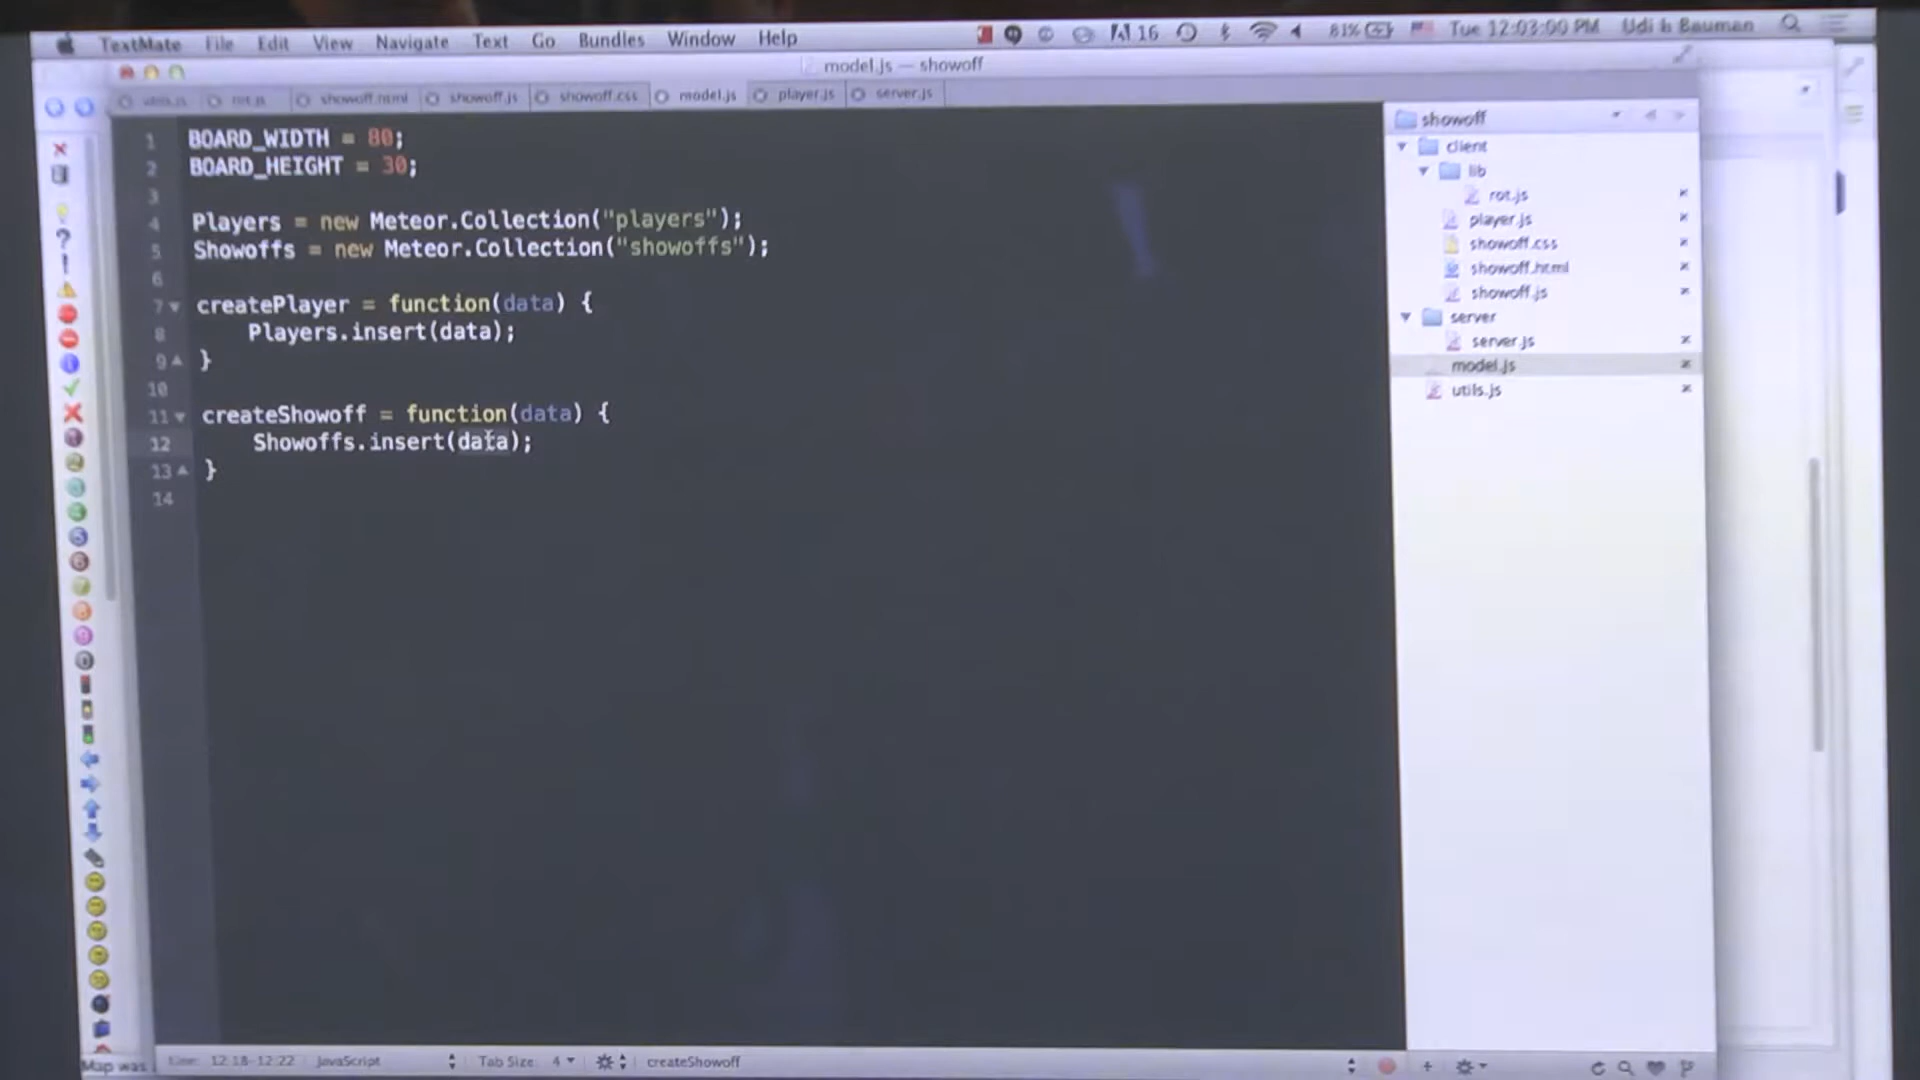 TextMate File Edit View Navigate Text Go Bundles Window Help 16 81% Tue 12:03:00 PM Udi h Bauman
model.js — showoff
utils.js rot.js showoff.html showoff.js showoff.css model.js player.js server.js
1 BOARD_WIDTH = 80;
2 BOARD_HEIGHT = 30;
3
4 Players = new Meteor.Collection("players");
5 Showoffs = new Meteor.Collection("showoffs");
6
7 createPlayer = function(data) {
8 Players.insert(data);
9 }
10
11 createShowoff = function(data) {
12 Showoffs.insert(data);
13 }
14
showoff
client
lib
rot.js
player.js
showoff.css
showoff.html
showoff.js
server
server.js
model.js
utils.js
Map was
Line: 12:18-12:22 JavaScript Tab Size: 4 createShowoff